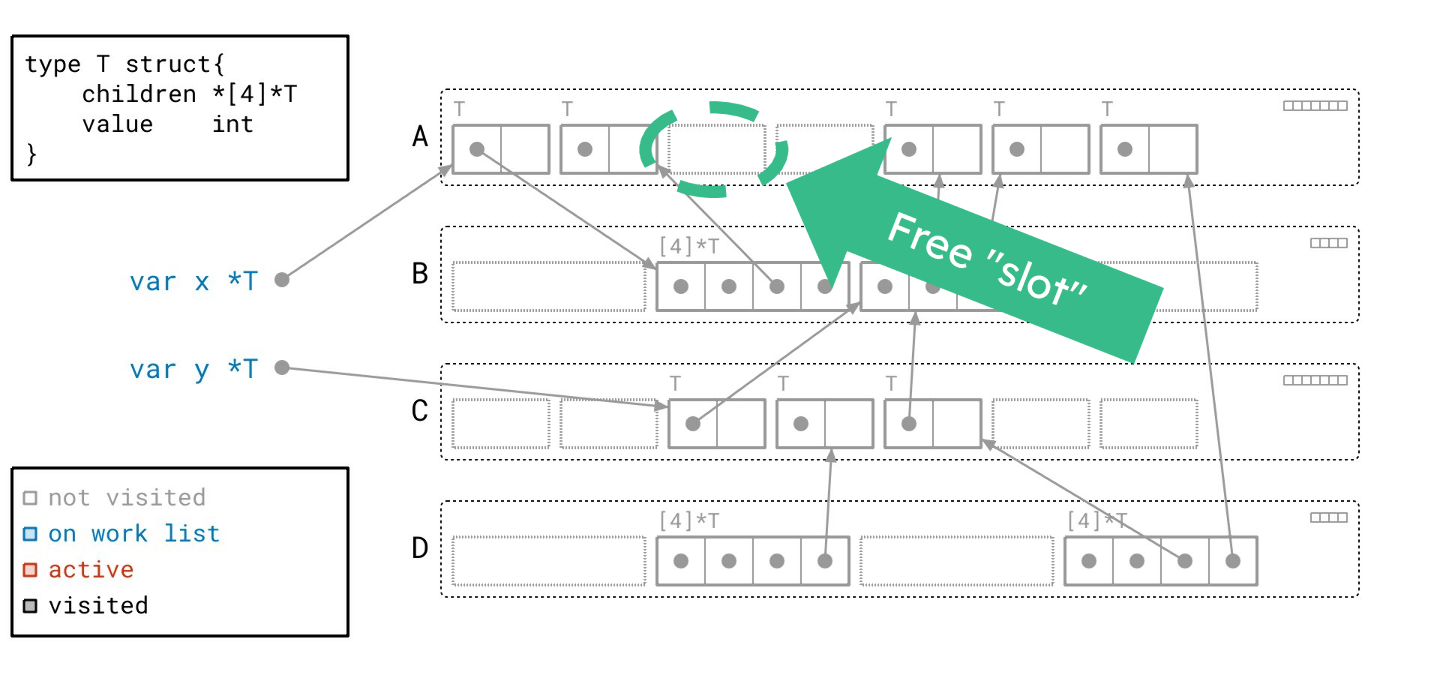 type T struct{
    children *[4]*T
    value    int
}
A
T
T
T
T
T
Free "slot"
var x *T
B
[4]*T
var y *T
C
T
T
T
D
[4]*T
[4]*T
not visited
on work list
active
visited